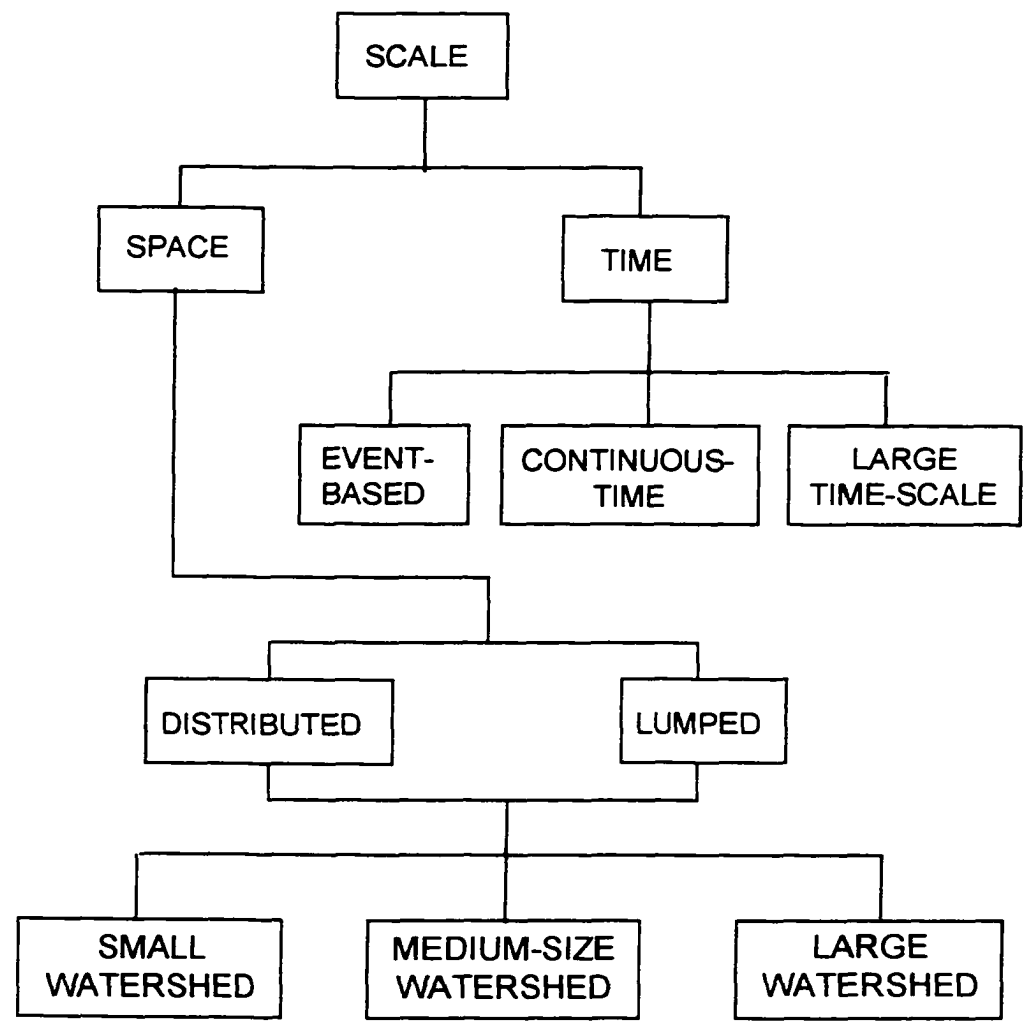 SCALE
SPACE
TIME
EVENT-
BASED
CONTINUOUS-
TIME
LARGE
TIME-SCALE
DISTRIBUTED
LUMPED
SMALL
WATERSHED
MEDIUM-SIZE
WATERSHED
LARGE
WATERSHED